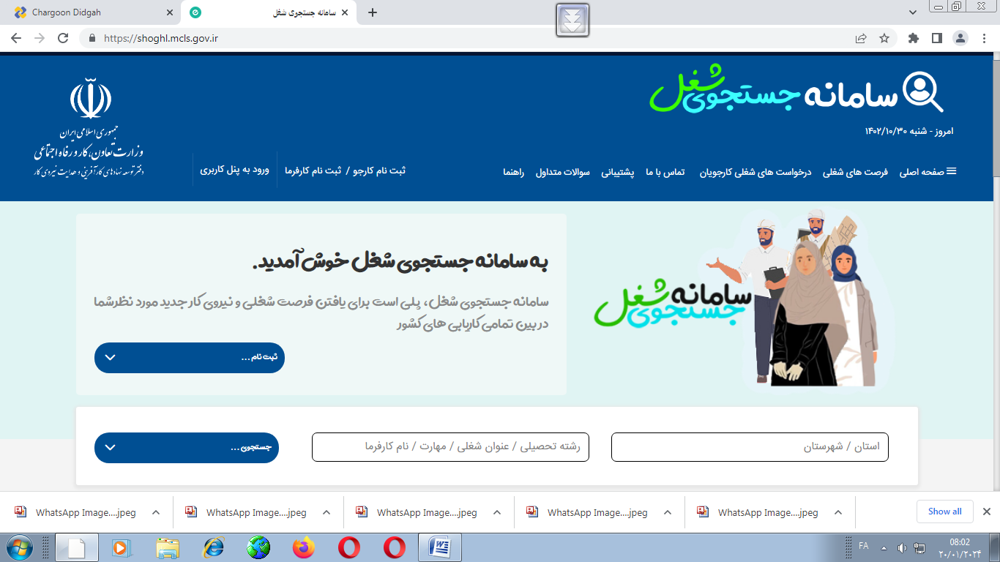 Chargoon Didgah
سامانه جستجوی شغل
https://shoghl.mcls.gov.ir
سامانه جستجوی شغل
امروز - شنبه ۱۴۰۲/۱۰/۳۰
جمهوری اسلامی ایران
وزارت تعاون، کار و رفاه اجتماعی
دفتر توسعه نهادهای کارآفرینی و هدایت نیروی کار
صفحه اصلی
فرصت های شغلی
درخواست های شغلی کارجویان
تماس با ما
پشتیبانی
سوالات متداول
راهنما
ثبت نام کارجو / ثبت نام کارفرما
ورود به پنل کاربری
سامانه
جستجوی شغل
به سامانه جستجوی شغل خوش آمدید.
سامانه جستجوی شغل، پلی است برای یافتن فرصت شغلی و نیروی کار جدید مورد نظر شما
در بین تمامی کاریابی های کشور
ثبت نام ...
استان / شهرستان
رشته تحصیلی / عنوان شغلی / مهارت / نام کارفرما
جستجوی ...
WhatsApp Image....jpeg
WhatsApp Image....jpeg
WhatsApp Image....jpeg
WhatsApp Image....jpeg
WhatsApp Image....jpeg
Show all
FA
08:02
۲۰/۰۱/۲۰۲۴